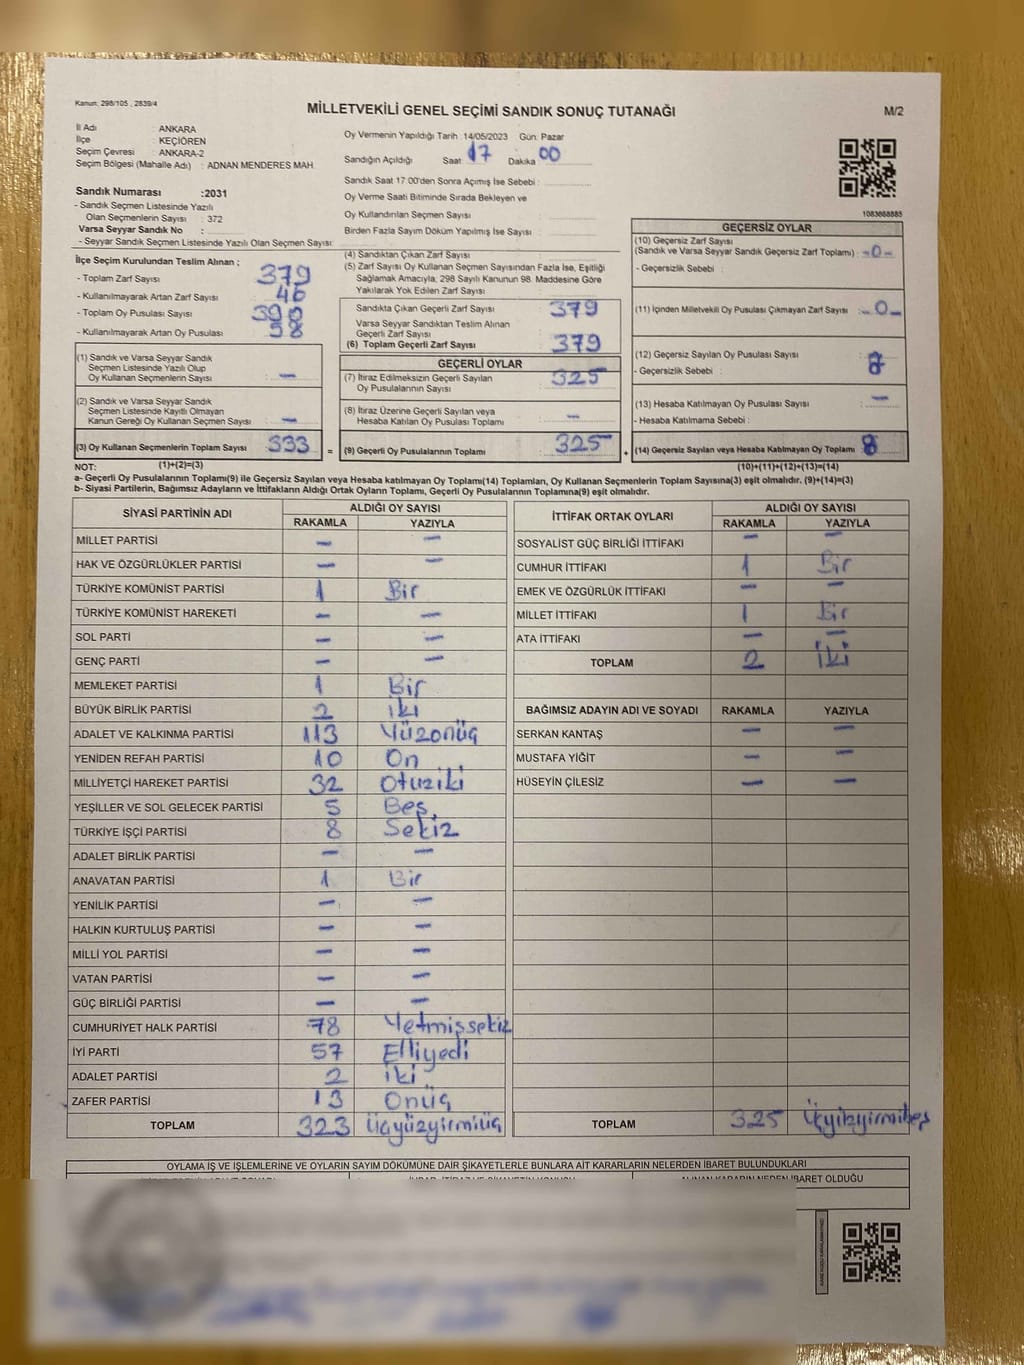 Kanun: 298/105 , 2839/4
MİLLETVEKİLİ GENEL SEÇİMİ SANDIK SONUÇ TUTANAĞI
M/2
İl Adı : ANKARA
İlçe : KEÇİÖREN
Seçim Çevresi : ANKARA-2
Seçim Bölgesi (Mahalle Adı) : ADNAN MENDERES MAH.
Sandık Numarası :2031
- Sandık Seçmen Listesinde Yazılı
Olan Seçmenlerin Sayısı : 372
Varsa Seyyar Sandık No :
- Seyyar Sandık Seçmen Listesinde Yazılı Olan Seçmen Sayısı:
Oy Vermenin Yapıldığı Tarih 14/05/2023 Gün: Pazar
Sandığın Açıldığı Saat 17 Dakika 00
Sandık Saat 17:00'den Sonra Açımış İse Sebebi :
Oy Verme Saati Bitiminde Sırada Bekleyen ve
Oy Kullandırılan Seçmen Sayısı :
Birden Fazla Sayım Döküm Yapılmış İse Sayısı :
1083688885
İlçe Seçim Kurulundan Teslim Alınan ;
- Toplam Zarf Sayısı : 379
- Kullanılmayarak Artan Zarf Sayısı : 46
- Toplam Oy Pusulası Sayısı : 390
- Kullanılmayarak Artan Oy Pusulası : 58
(1) Sandık ve Varsa Seyyar Sandık
Seçmen Listesinde Yazılı Olup
Oy Kullanan Seçmenlerin Sayısı : –
(2) Sandık ve Varsa Seyyar Sandık
Seçmen Listesinde Kayıtlı Olmayan
Kanun Gereği Oy Kullanan Seçmen Sayısı : –
(3) Oy Kullanan Seçmenlerin Toplam Sayısı : 333
(1)+(2)=(3)
(4) Sandıktan Çıkan Zarf Sayısı :
(5) Zarf Sayısı Oy Kullanan Seçmen Sayısından Fazla İse, Eşitliği
Sağlamak Amacıyla, 298 Sayılı Kanunun 98. Maddesine Göre
Yakılarak Yok Edilen Zarf Sayısı :
Sandıkta Çıkan Geçerli Zarf Sayısı : 379
Varsa Seyyar Sandıktan Teslim Alınan
Geçerli Zarf Sayısı :
(6) Toplam Geçerli Zarf Sayısı : 379
GEÇERLİ OYLAR
(7) İtiraz Edilmeksizin Geçerli Sayılan
Oy Pusulalarının Sayısı : 325
(8) İtiraz Üzerine Geçerli Sayılan veya
Hesaba Katılan Oy Pusulası Toplamı : –
= (9) Geçerli Oy Pusulalarının Toplamı : 325
GEÇERSİZ OYLAR
(10) Geçersiz Zarf Sayısı
(Sandık ve Varsa Seyyar Sandık Geçersiz Zarf Toplamı) : -0-
- Geçersizlik Sebebi :
(11) İçinden Milletvekili Oy Pusulası Çıkmayan Zarf Sayısı : -0-
(12) Geçersiz Sayılan Oy Pusulası Sayısı : 8
- Geçersizlik Sebebi :
(13) Hesaba Katılmayan Oy Pusulası Sayısı : –
- Hesaba Katılmama Sebebi :
+ (14) Geçersiz Sayılan veya Hesaba Katılmayan Oy Toplamı : 8
(10)+(11)+(12)+(13)=(14)
NOT:
a- Geçerli Oy Pusulalarının Toplamı(9) ile Geçersiz Sayılan veya Hesaba Katılmayan Oy Toplamı(14) Toplamları, Oy Kullanan Seçmenlerin Toplam Sayısına(3) eşit olmalıdır. (9)+(14)=(3)
b- Siyasi Partilerin, Bağımsız Adayların ve İttifakların Aldığı Ortak Oyların Toplamı, Geçerli Oy Pusulalarının Toplamına(9) eşit olmalıdır.
SİYASİ PARTİNİN ADI ALDIĞI OY SAYISI
RAKAMLA YAZIYLA
MİLLET PARTİSİ – –
HAK VE ÖZGÜRLÜKLER PARTİSİ – –
TÜRKİYE KOMÜNİST PARTİSİ 1 Bir
TÜRKİYE KOMÜNİST HAREKETİ – –
SOL PARTİ – –
GENÇ PARTİ – –
MEMLEKET PARTİSİ 1 Bir
BÜYÜK BİRLİK PARTİSİ 2 iki
ADALET VE KALKINMA PARTİSİ 113 Yüzonüç
YENİDEN REFAH PARTİSİ 10 On
MİLLİYETÇİ HAREKET PARTİSİ 32 Otuziki
YEŞİLLER VE SOL GELECEK PARTİSİ 5 Beş
TÜRKİYE İŞÇİ PARTİSİ 8 Sekiz
ADALET BİRLİK PARTİSİ – –
ANAVATAN PARTİSİ 1 Bir
YENİLİK PARTİSİ – –
HALKIN KURTULUŞ PARTİSİ – –
MİLLİ YOL PARTİSİ – –
VATAN PARTİSİ – –
GÜÇ BİRLİĞİ PARTİSİ – –
CUMHURİYET HALK PARTİSİ 78 Yetmişsekiz
İYİ PARTİ 57 Elliyedi
ADALET PARTİSİ 2 iki
ZAFER PARTİSİ 13 Onüç
TOPLAM 323 Üçyüzyirmiüç
İTTİFAK ORTAK OYLARI ALDIĞI OY SAYISI
RAKAMLA YAZIYLA
SOSYALİST GÜÇ BİRLİĞİ İTTİFAKI – –
CUMHUR İTTİFAKI 1 Bir
EMEK VE ÖZGÜRLÜK İTTİFAKI – –
MİLLET İTTİFAKI 1 Bir
ATA İTTİFAKI – –
TOPLAM 2 iki
BAĞIMSIZ ADAYIN ADI VE SOYADI RAKAMLA YAZIYLA
SERKAN KANTAŞ – –
MUSTAFA YİĞİT – –
HÜSEYİN ÇİLESİZ – –
TOPLAM 325 Üçyüzyirmibeş
OYLAMA İŞ VE İŞLEMLERİNE VE OYLARIN SAYIM DÖKÜMÜNE DAİR ŞİKAYETLERLE BUNLARA AİT KARARLARIN NELERDEN İBARET BULUNDUKLARI
ALINAN KARARIN NEDEN İBARET OLDUĞU